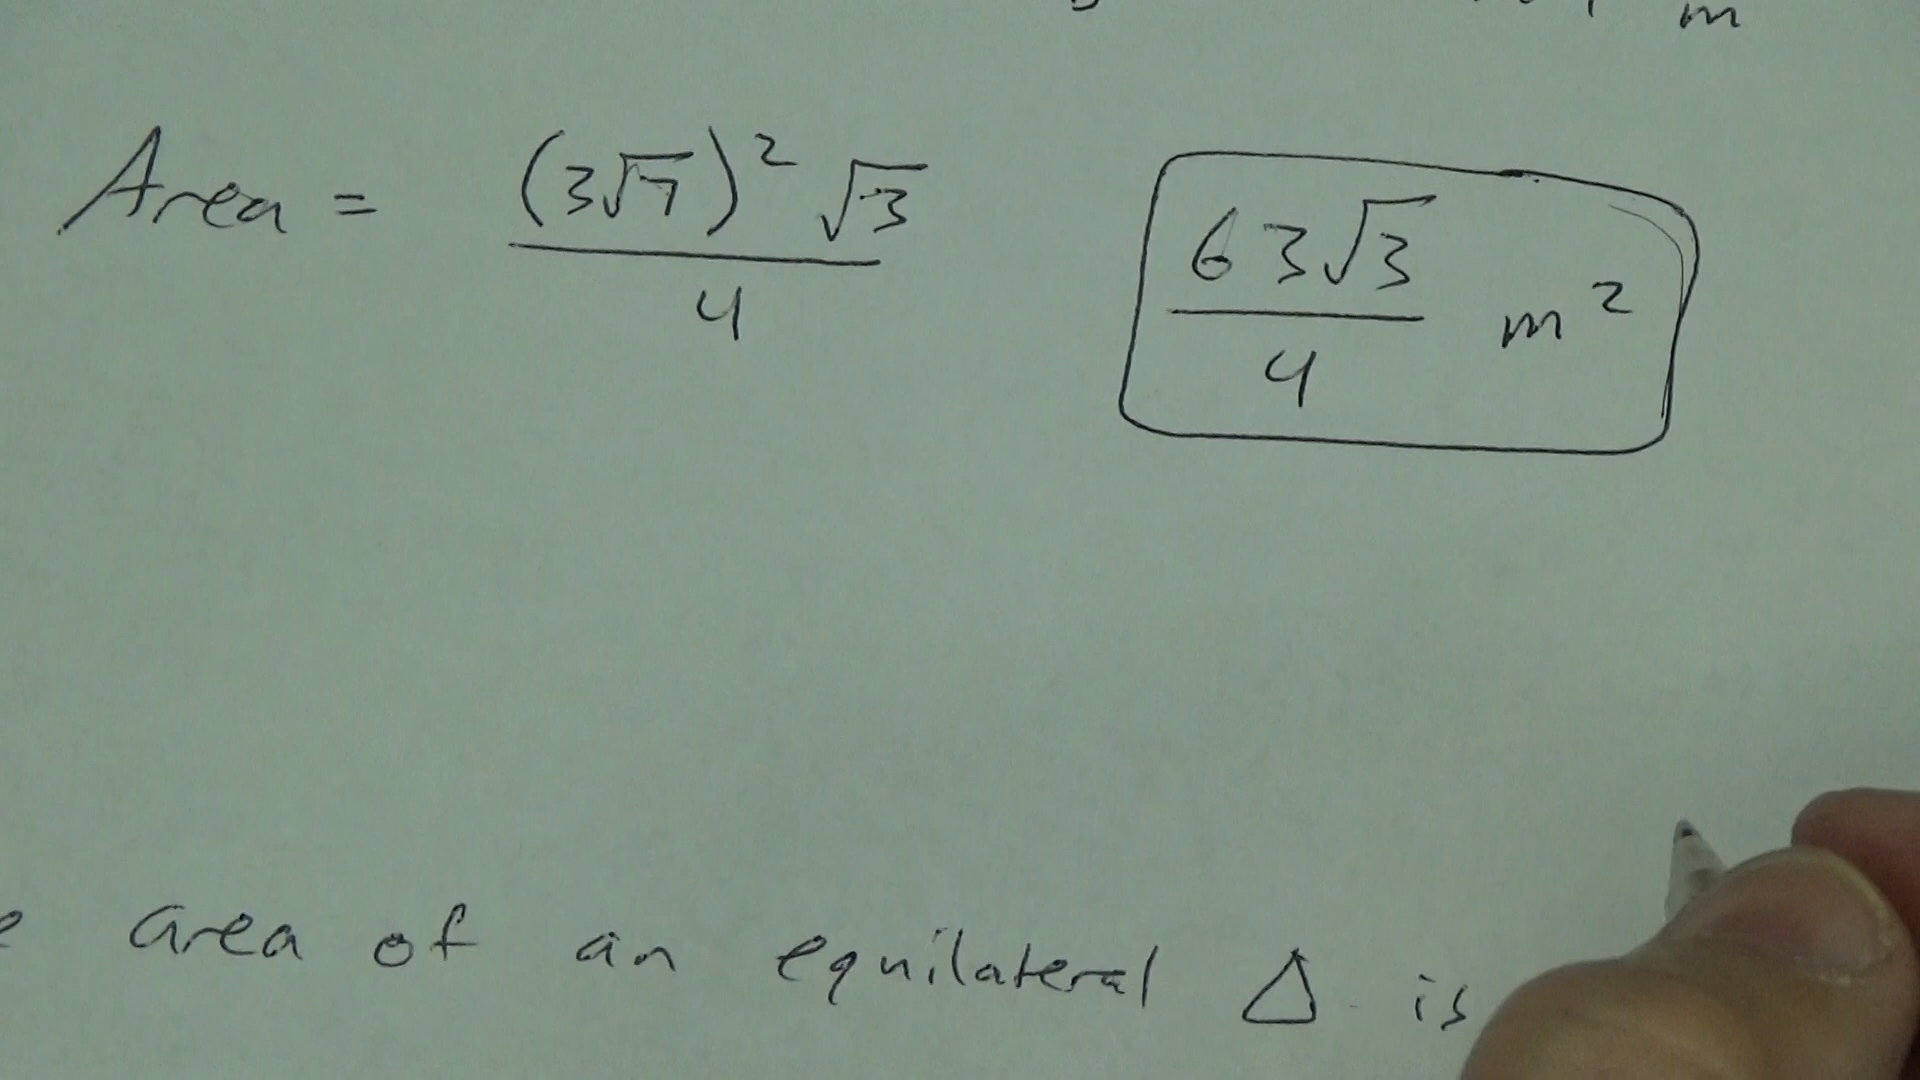 m
Area = (3√7)² √3 / 4
63√3 / 4 m²
area of an equilateral Δ is